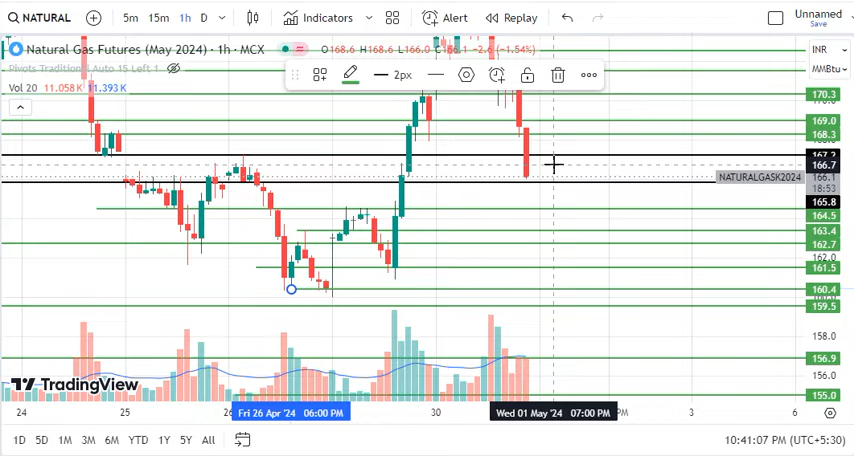 NATURAL 5m 15m 1h D Indicators Alert Replay Unnamed
Save
Natural Gas Futures (May 2024) · 1h · MCX O168.6 H168.6 L166.0 C166.1 -2.6 (-1.54%) INR
Pivots Traditional Auto 15 Left 1 2px MMBtu
Vol 20 11.058K 11.393K
170.3
169.0
168.3
167.2
166.7
NATURALGASK2024 166.1
18:53
165.8
164.5
163.4
162.7
162.0
161.5
160.4
159.5
158.0
156.9
156.0
155.0
TradingView
24 25 26 Fri 26 Apr '24 06:00 PM 30 Wed 01 May '24 07:00 PM PM 3 6
1D 5D 1M 3M 6M YTD 1Y 5Y All 10:41:07 PM (UTC+5:30)